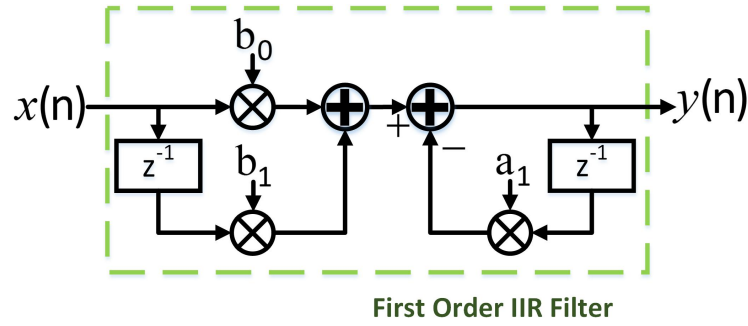 b₀
x(n)
+
y(n)
−
z⁻¹
b₁
a₁
z⁻¹
First Order IIR Filter